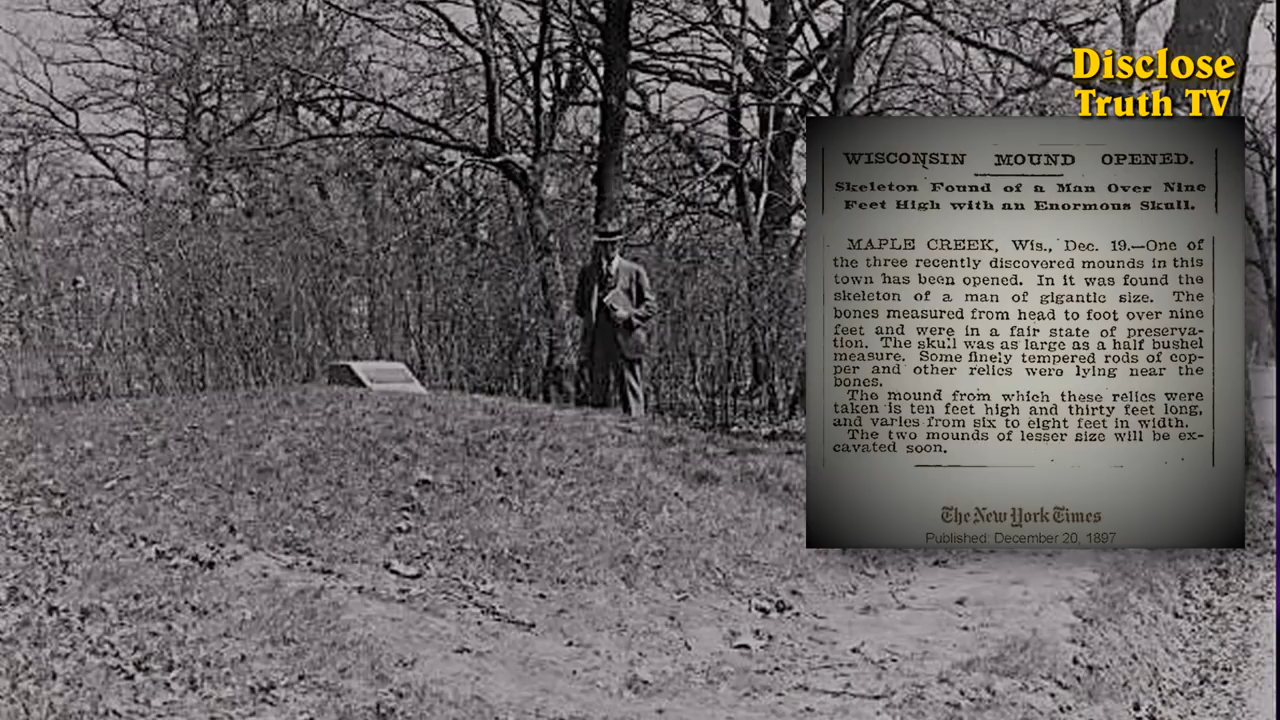 Disclose
Truth TV
WISCONSIN MOUND OPENED.
Skeleton Found of a Man Over Nine
Feet High with an Enormous Skull.
MAPLE CREEK, Wis., Dec. 19.—One of
the three recently discovered mounds in this
town has been opened. In it was found the
skeleton of a man of gigantic size. The
bones measured from head to foot over nine
feet and were in a fair state of preserva-
tion. The skull was as large as a half bushel
measure. Some finely tempered rods of cop-
per and other relics were lying near the
bones.
The mound from which these relics were
taken is ten feet high and thirty feet long,
and varies from six to eight feet in width.
The two mounds of lesser size will be ex-
cavated soon.
The New York Times
Published: December 20, 1897